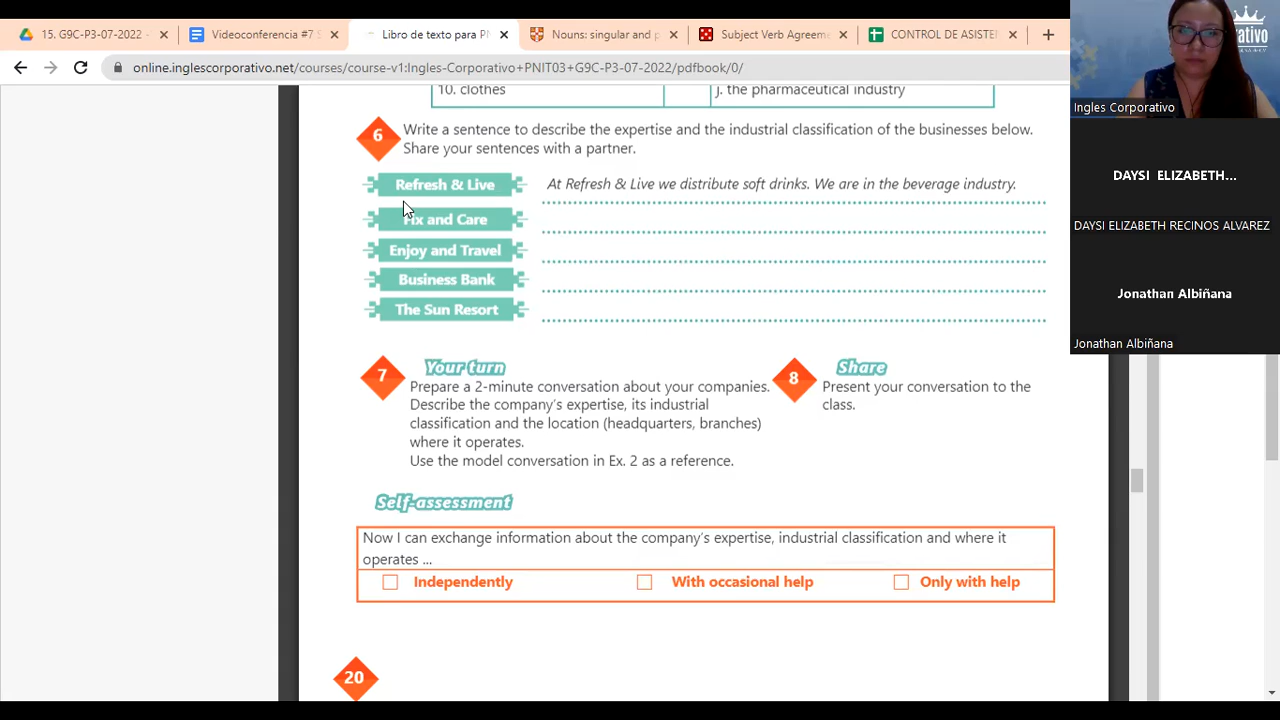 15. G9C-P3-07-2022 -
Videoconferencia #7 S
Libro de texto para PN
Nouns: singular and p
Subject Verb Agreeme
CONTROL DE ASISTEN
online.inglescorporativo.net/courses/course-v1:Ingles-Corporativo+PNIT03+G9C-P3-07-2022/pdfbook/0/
10. clothes
j. the pharmaceutical industry
6
Write a sentence to describe the expertise and the industrial classification of the businesses below.
Share your sentences with a partner.
Refresh & Live
At Refresh & Live we distribute soft drinks. We are in the beverage industry.
Fix and Care
Enjoy and Travel
Business Bank
The Sun Resort
7
Your turn
Prepare a 2-minute conversation about your companies.
Describe the company's expertise, its industrial
classification and the location (headquarters, branches)
where it operates.
Use the model conversation in Ex. 2 as a reference.
8
Share
Present your conversation to the
class.
Self-assessment
Now I can exchange information about the company's expertise, industrial classification and where it
operates ...
Independently
With occasional help
Only with help
20
Ingles Corporativo
DAYSI ELIZABETH...
DAYSI ELIZABETH RECINOS ALVAREZ
Jonathan Albiñana
Jonathan Albiñana